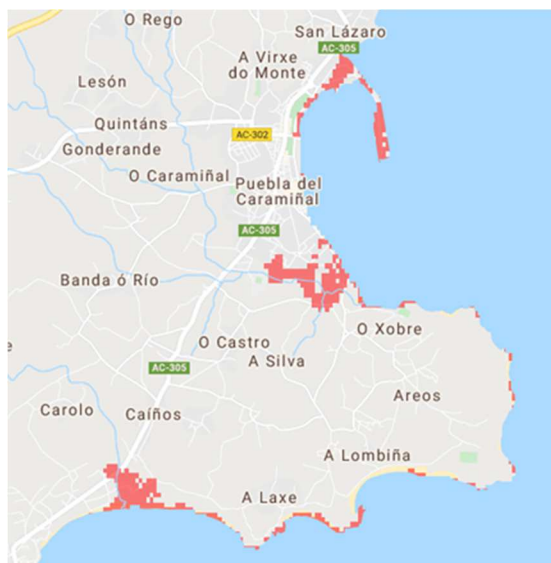 O Rego
San Lázaro
AC-305
A Virxe
do Monte
Lesón
Quintáns
AC-302
Gonderande
O Caramiñal
Puebla del
Caramiñal
AC-305
Banda ó Río
O Xobre
O Castro
A Silva
AC-305
Areos
Carolo
Caíños
A Lombiña
A Laxe